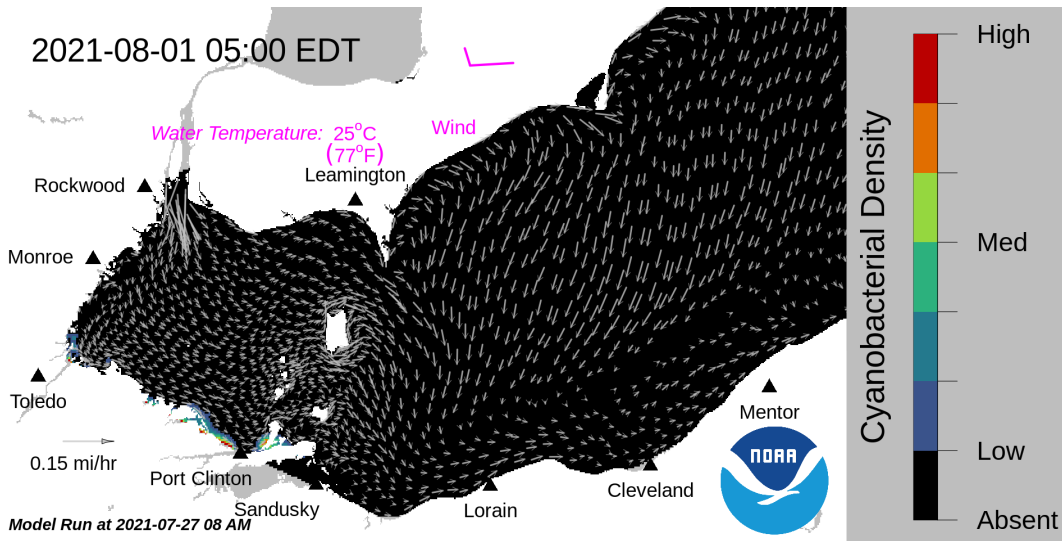 2021-08-01 05:00 EDT
Water Temperature: 25°C
(77°F)
Wind
Leamington
Rockwood
Monroe
Toledo
0.15 mi/hr
Port Clinton
Sandusky
Lorain
Cleveland
Mentor
NOAA
Model Run at 2021-07-27 08 AM
Cyanobacterial Density
High
Med
Low
Absent